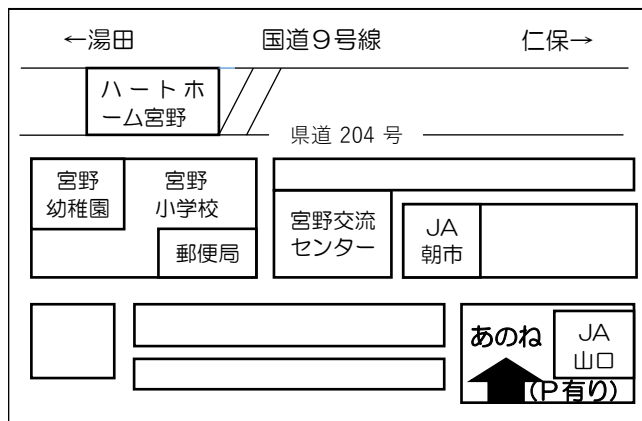 ←湯田 国道9号線 仁保→
ハートホ
ーム宮野
県道 204 号
宮野
幼稚園
宮野
小学校
郵便局
宮野交流
センター
JA
朝市
あのね
JA
山口
(P有り)